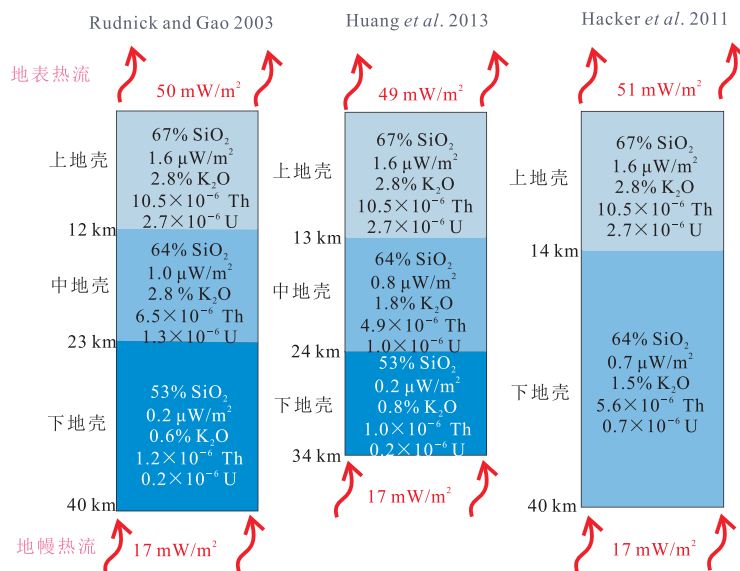 Rudnick and Gao 2003
地表热流
50 mW/m²
上地壳
67% SiO₂
1.6 μW/m²
2.8% K₂O
10.5×10⁻⁶ Th
2.7×10⁻⁶ U
12 km
中地壳
64% SiO₂
1.0 μW/m²
2.8 % K₂O
6.5×10⁻⁶ Th
1.3×10⁻⁶ U
23 km
下地壳
53% SiO₂
0.2 μW/m²
0.6% K₂O
1.2×10⁻⁶ Th
0.2×10⁻⁶ U
40 km
地幔热流
17 mW/m²
Huang et al. 2013
49 mW/m²
上地壳
67% SiO₂
1.6 μW/m²
2.8% K₂O
10.5×10⁻⁶ Th
2.7×10⁻⁶ U
13 km
中地壳
64% SiO₂
0.8 μW/m²
1.8% K₂O
4.9×10⁻⁶ Th
1.0×10⁻⁶ U
24 km
下地壳
53% SiO₂
0.2 μW/m²
0.8% K₂O
1.0×10⁻⁶ Th
0.2×10⁻⁶ U
34 km
17 mW/m²
Hacker et al. 2011
51 mW/m²
上地壳
67% SiO₂
1.6 μW/m²
2.8% K₂O
10.5×10⁻⁶ Th
2.7×10⁻⁶ U
14 km
下地壳
64% SiO₂
0.7 μW/m²
1.5% K₂O
5.6×10⁻⁶ Th
0.7×10⁻⁶ U
40 km
17 mW/m²